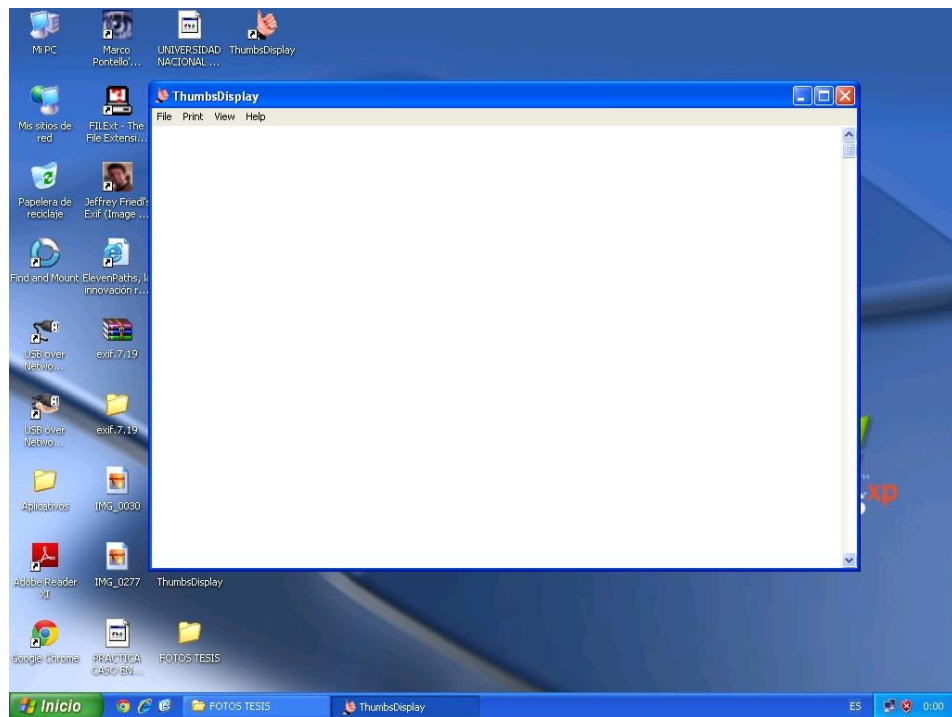 Mi PC
Marco
Pontello'...
UNIVERSIDAD
NACIONAL ...
ThumbsDisplay
ThumbsDisplay
File Print View Help
Mis sitios de
red
FILExt - The
File Extensi...
Papelera de
reciclaje
Jeffrey Friedl's
Exif (Image ...
Find and Mount
ElevenPaths, la
innovación r...
USB over
Netwo...
exif.7.19
USB over
Netwo...
exif.7.19
Aplicativos
IMG_0030
xp
Adobe Reader
XI
IMG_0277
ThumbsDisplay
Google Chrome
PRACTICA
CASO EN...
FOTOS TESIS
Inicio
FOTOS TESIS
ThumbsDisplay
ES
0:00